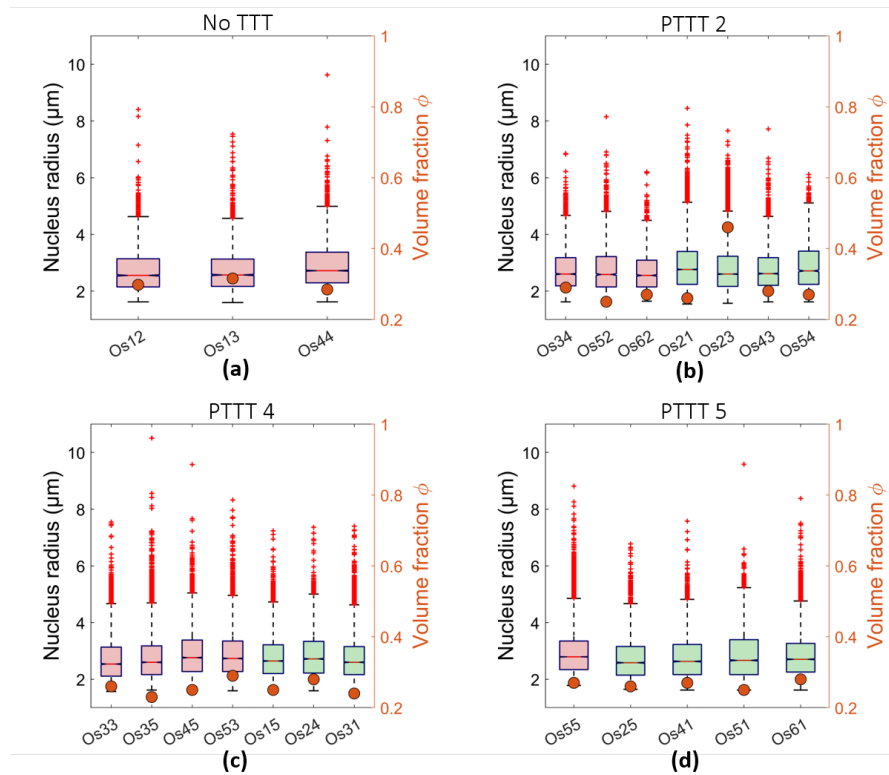 No TTT
PTTT 2
10
8
6
4
2
Nucleus radius (µm)
1
0.8
0.6
0.4
0.2
Volume fraction ϕ
Os12
Os13
Os44
(a)
10
8
6
4
2
Nucleus radius (µm)
1
0.8
0.6
0.4
0.2
Volume fraction ϕ
Os34
Os52
Os62
Os21
Os23
Os43
Os54
(b)
PTTT 4
PTTT 5
10
8
6
4
2
Nucleus radius (µm)
1
0.8
0.6
0.4
0.2
Volume fraction ϕ
Os33
Os35
Os45
Os53
Os15
Os24
Os31
(c)
10
8
6
4
2
Nucleus radius (µm)
1
0.8
0.6
0.4
0.2
Volume fraction ϕ
Os55
Os25
Os41
Os51
Os61
(d)